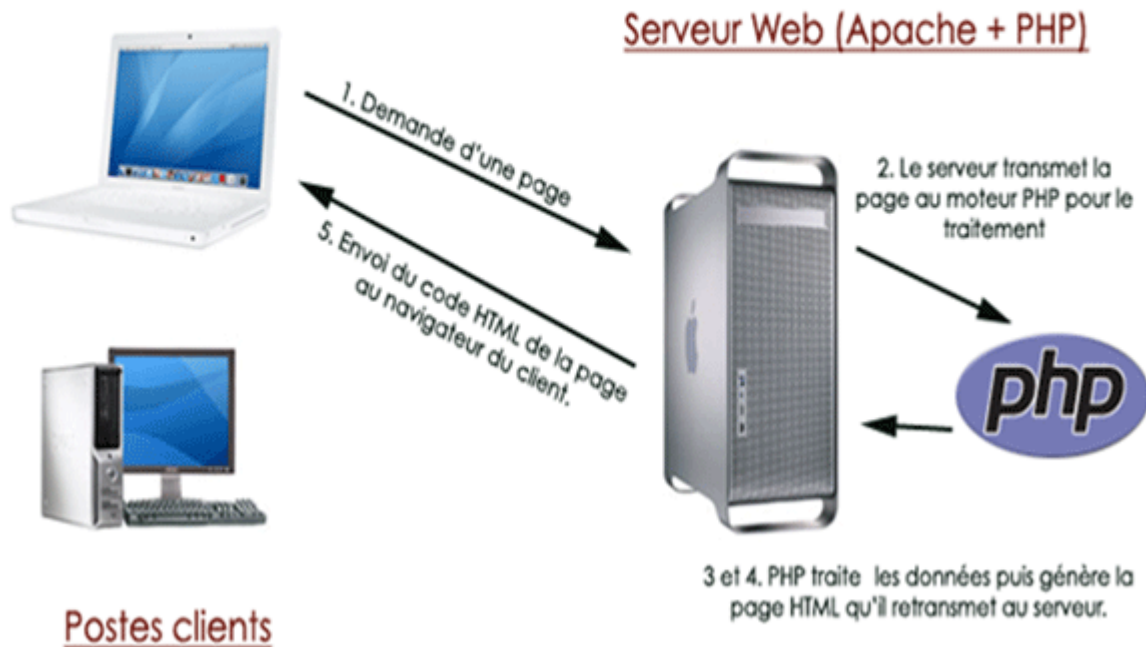 Serveur Web (Apache + PHP)
1. Demande d'une page
2. Le serveur transmet la
page au moteur PHP pour le
traitement
5. Envoi du code HTML de la page
au navigateur du client.
php
3 et 4. PHP traite les données puis génère la
page HTML qu'il retransmet au serveur.
Postes clients